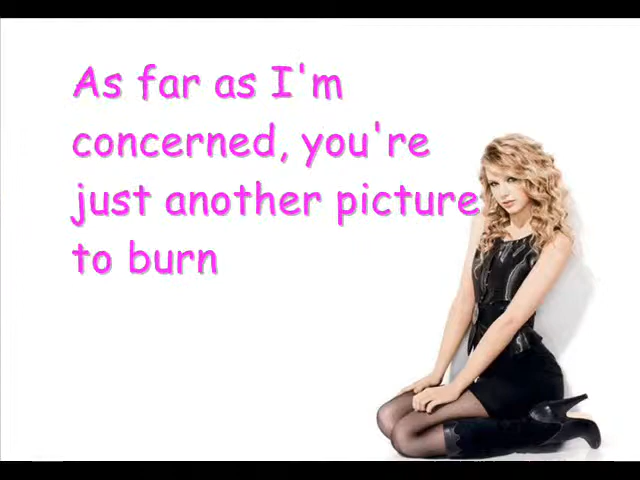 As far as I'm
concerned, you're
just another picture
to burn